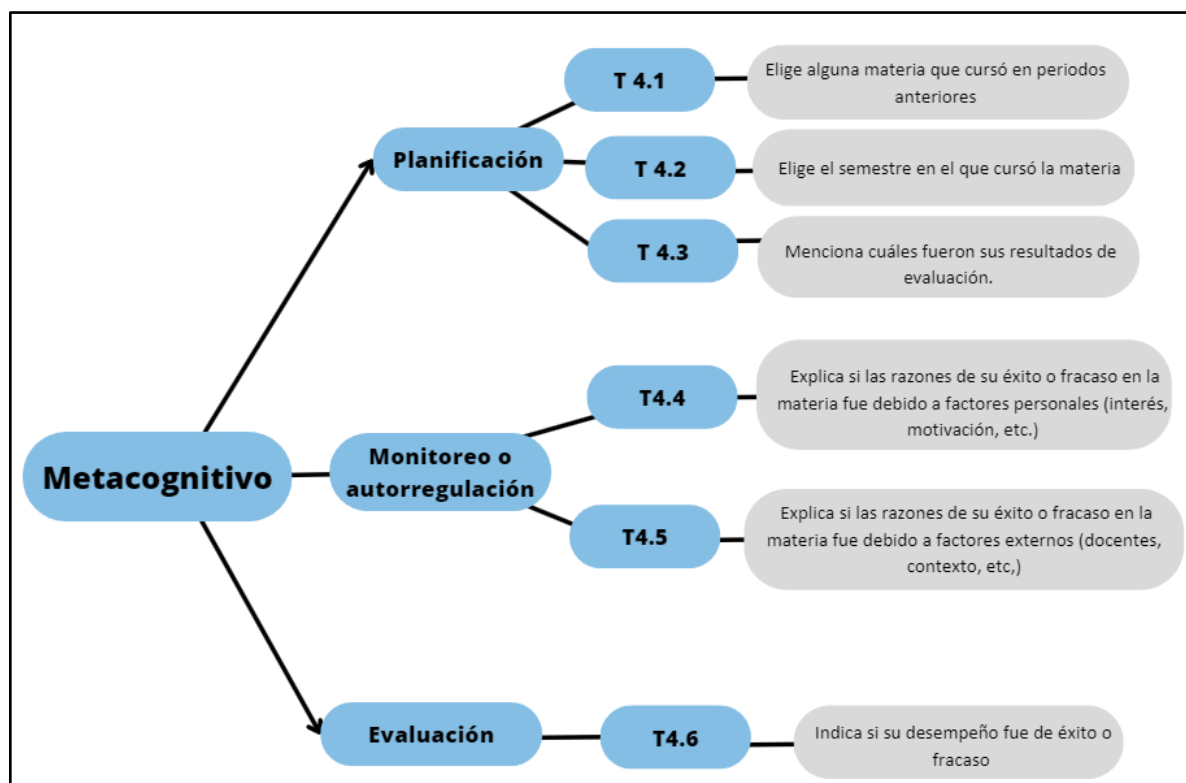 T 4.1
Elige alguna materia que cursó en periodos
anteriores
Planificación
T 4.2
Elige el semestre en el que cursó la materia
T 4.3
Menciona cuáles fueron sus resultados de
evaluación.
Metacognitivo
Monitoreo o
autorregulación
T4.4
Explica si las razones de su éxito o fracaso en la
materia fue debido a factores personales (interés,
motivación, etc.)
T4.5
Explica si las razones de su éxito o fracaso en la
materia fue debido a factores externos (docentes,
contexto, etc,)
Evaluación
T4.6
Indica si su desempeño fue de éxito o
fracaso